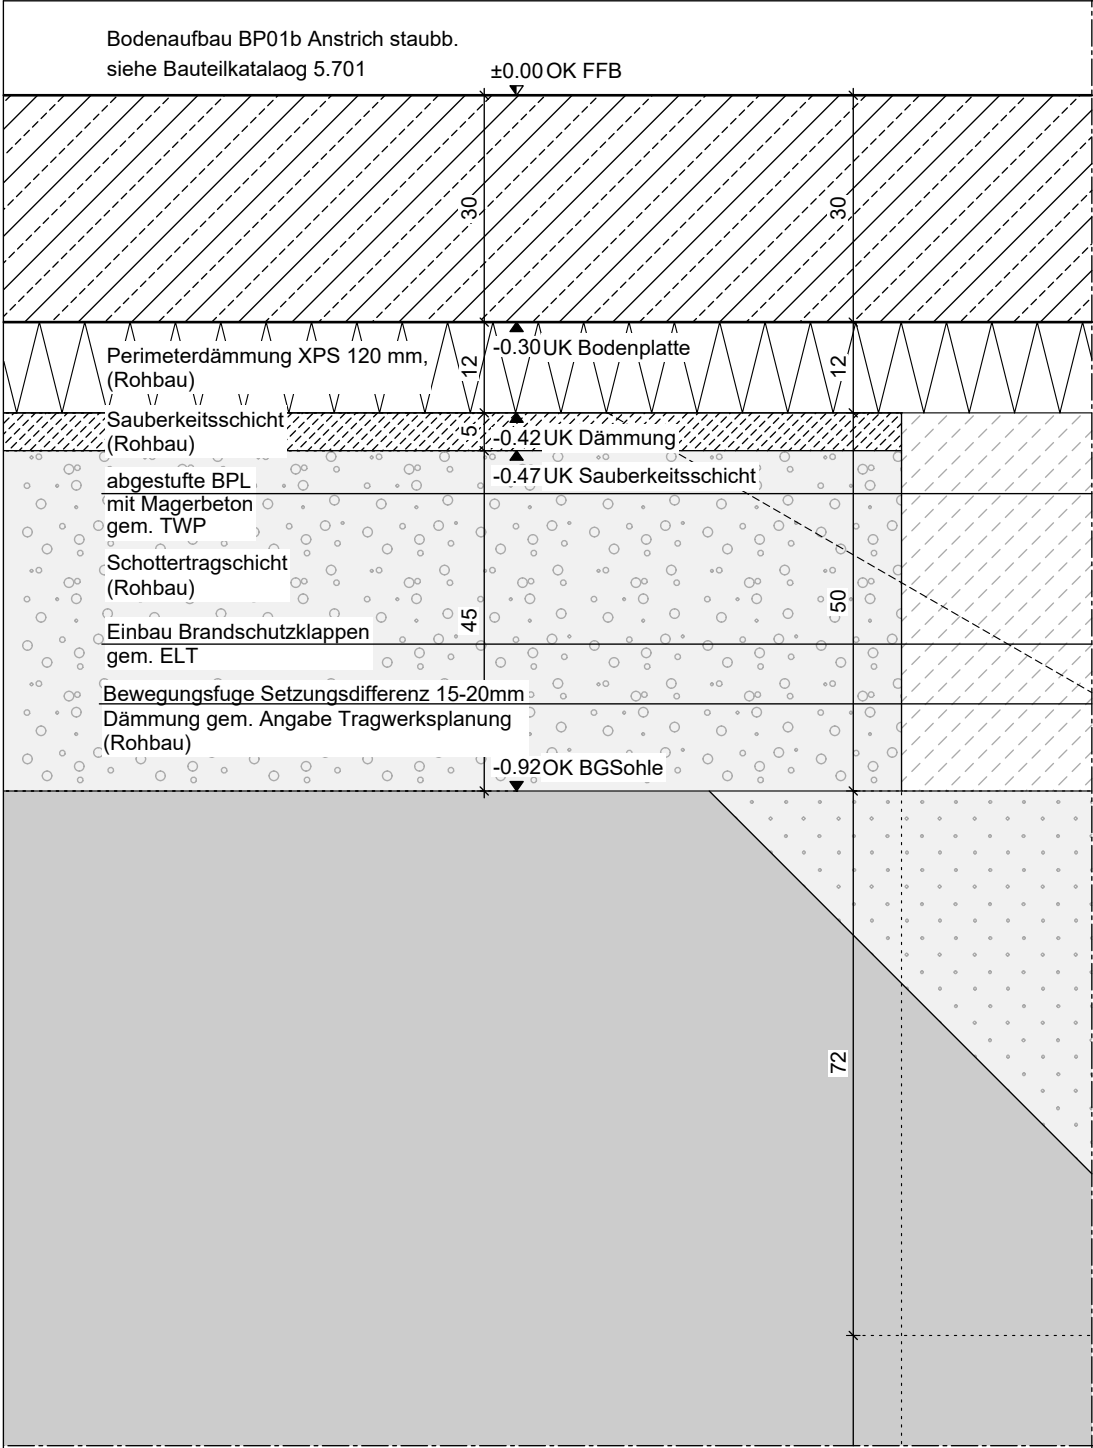 Bodenaufbau BP01b Anstrich staubb.
siehe Bauteilkatalaog 5.701
±0.00 OK FFB
30
30
-0.30 UK Bodenplatte
Perimeterdämmung XPS 120 mm,
(Rohbau)
12
12
Sauberkeitsschicht
(Rohbau)
5
-0.42 UK Dämmung
-0.47 UK Sauberkeitsschicht
abgestufte BPL
mit Magerbeton
gem. TWP
Schottertragschicht
(Rohbau)
45
50
Einbau Brandschutzklappen
gem. ELT
Bewegungsfuge Setzungsdifferenz 15-20mm
Dämmung gem. Angabe Tragwerksplanung
(Rohbau)
-0.92 OK BGSohle
72